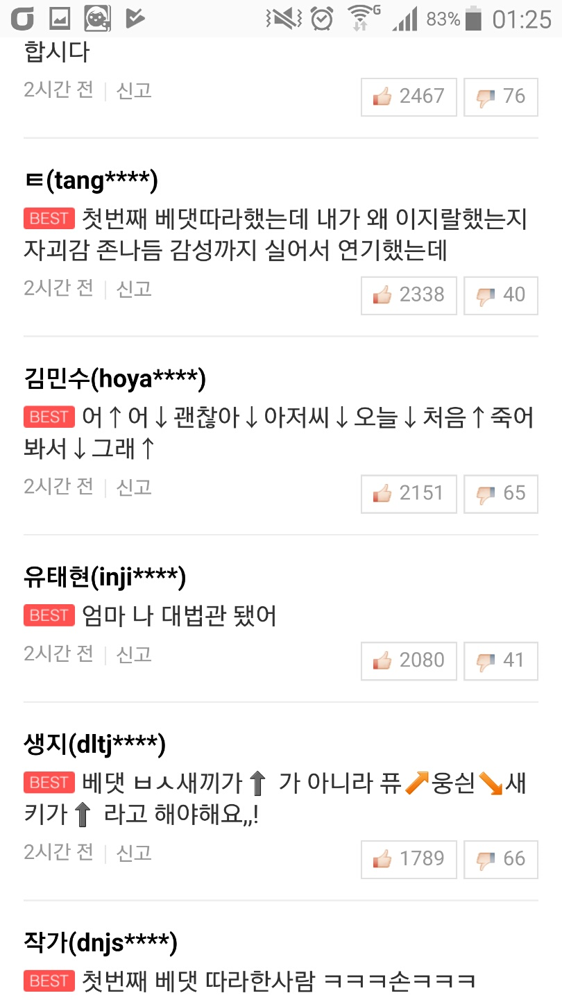 G 83% 01:25
합시다
2시간 전 | 신고 2467 76
트(tang****)
BEST 첫번째 베댓따라했는데 내가 왜 이지랄했는지
자괴감 존나듬 감성까지 실어서 연기했는데
2시간 전 | 신고 2338 40
김민수(hoya****)
BEST 어↑어↓괜찮아↓아저씨↓오늘↓처음↑죽어
봐서↓그래↑
2시간 전 | 신고 2151 65
유태현(inji****)
BEST 엄마 나 대법관 됐어
2시간 전 | 신고 2080 41
생지(dltj****)
BEST 베댓 ㅂㅅ새끼가⬆ 가 아니라 퓨↗웅싄↘새
키가⬆ 라고 해야해요,,!
2시간 전 | 신고 1789 66
작가(dnjs****)
BEST 첫번째 베댓 따라한사람 ㅋㅋㅋ손ㅋㅋㅋ